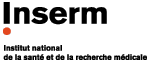 Inserm
Institut national
de la santé et de la recherche médicale